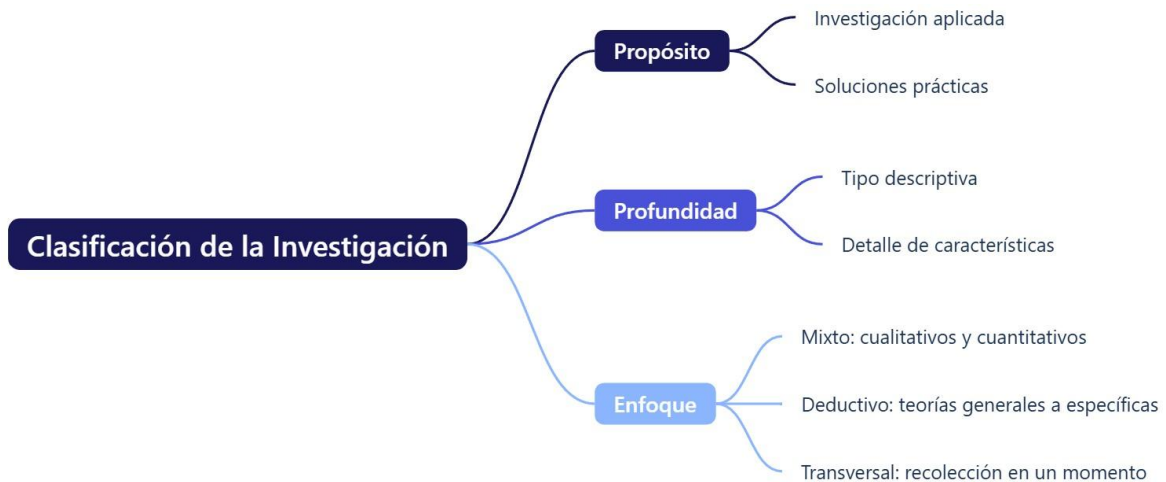 Clasificación de la Investigación
Propósito
Investigación aplicada
Soluciones prácticas
Profundidad
Tipo descriptiva
Detalle de características
Enfoque
Mixto: cualitativos y cuantitativos
Deductivo: teorías generales a específicas
Transversal: recolección en un momento